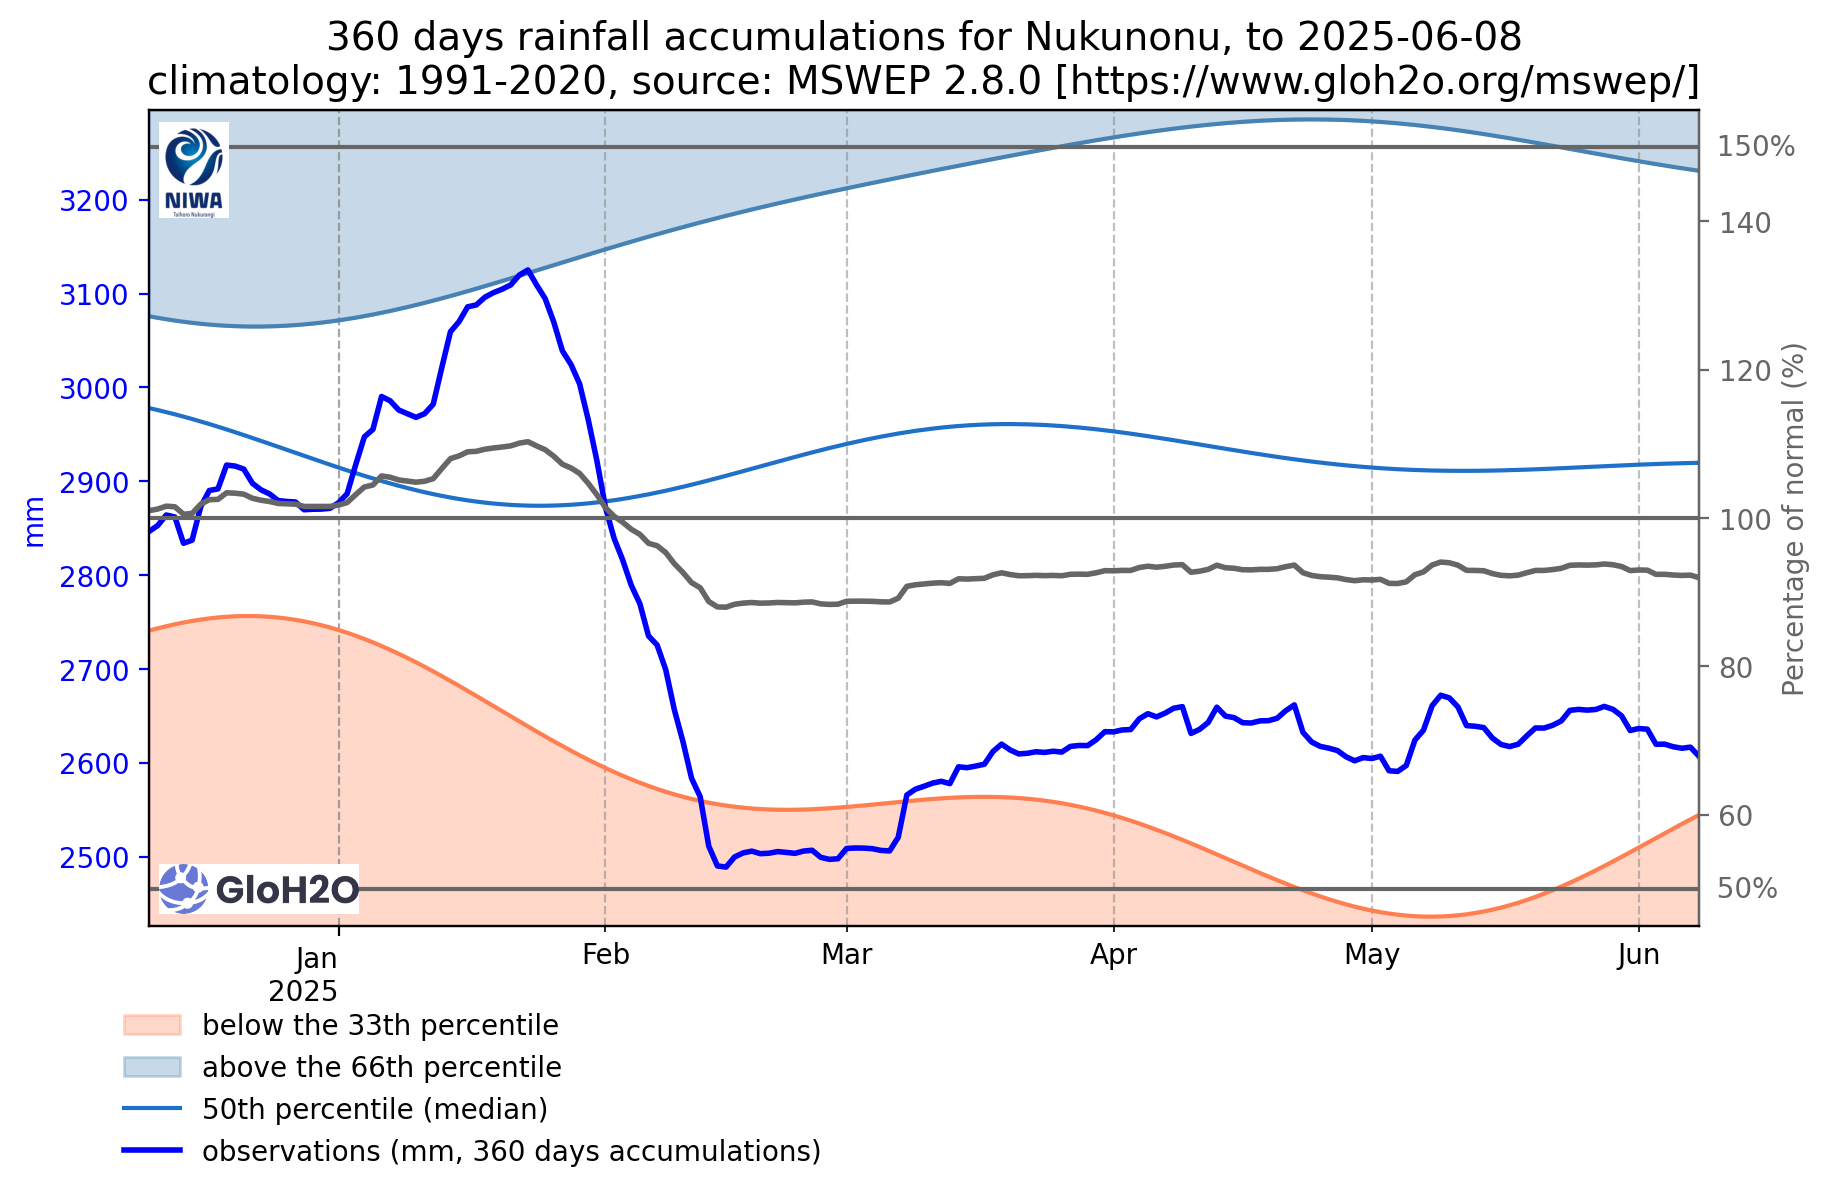 360 days rainfall accumulations for Nukunonu, to 2025-06-08
climatology: 1991-2020, source: MSWEP 2.8.0 [https://www.gloh2o.org/mswep/]
NIWA
Taihoro Nukurangi
3200
3100
3000
2900
2800
2700
2600
2500
mm
150%
140
120
100
80
60
50%
Percentage of normal (%)
GloH2O
Jan
2025
Feb
Mar
Apr
May
Jun
below the 33th percentile
above the 66th percentile
50th percentile (median)
observations (mm, 360 days accumulations)